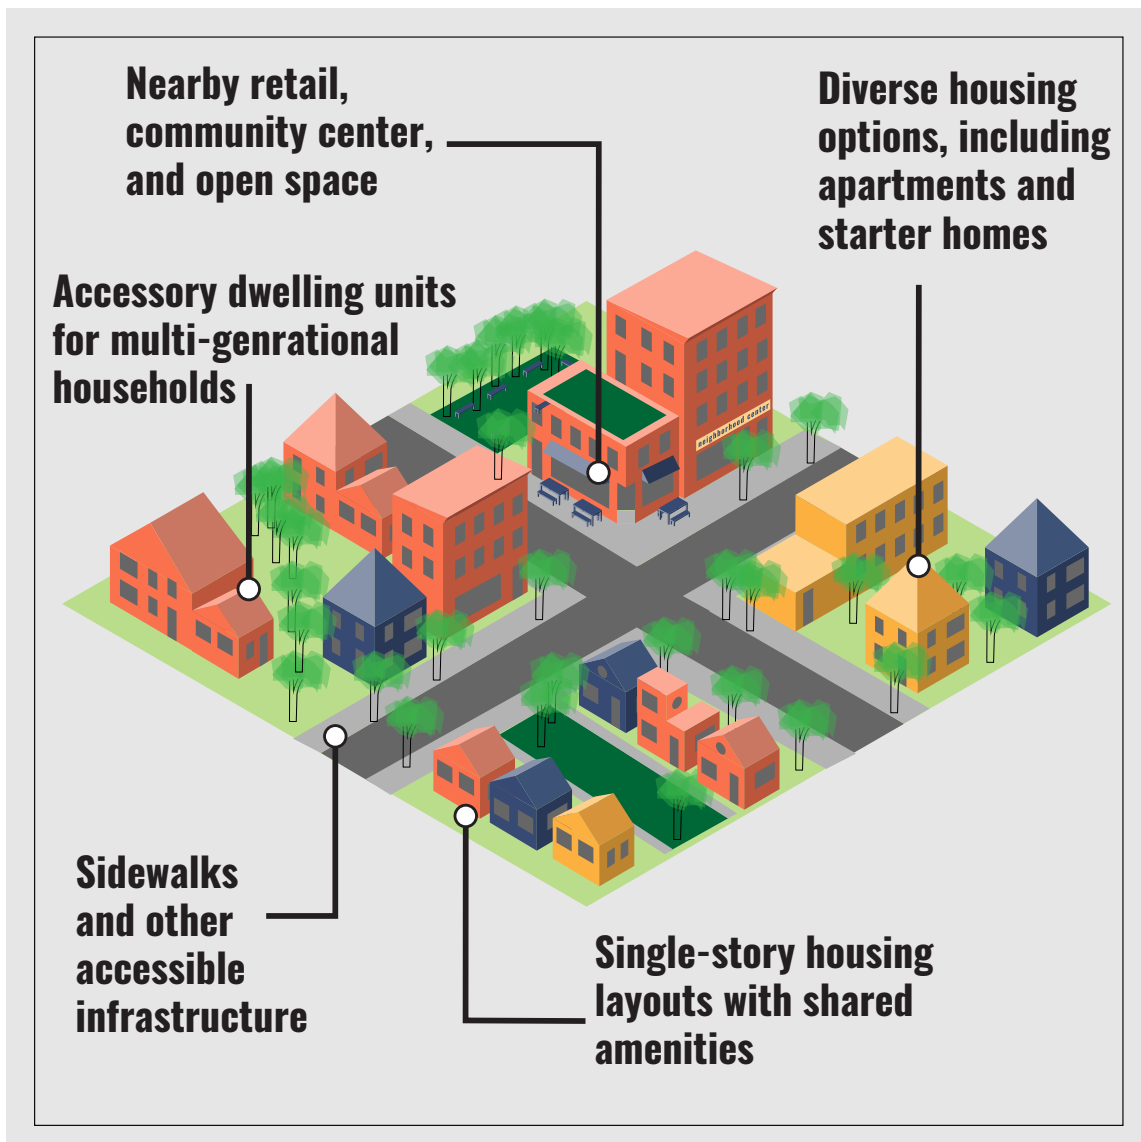 Nearby retail,
community center,
and open space
Diverse housing
options, including
apartments and
starter homes
Accessory dwelling units
for multi-genrational
households
neighborhood center
Sidewalks
and other
accessible
infrastructure
Single-story housing
layouts with shared
amenities